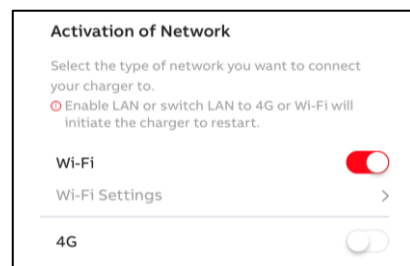 Activation of Network
Select the type of network you want to connect
your charger to.
Enable LAN or switch LAN to 4G or Wi-Fi will
initiate the charger to restart.
Wi-Fi
Wi-Fi Settings
4G